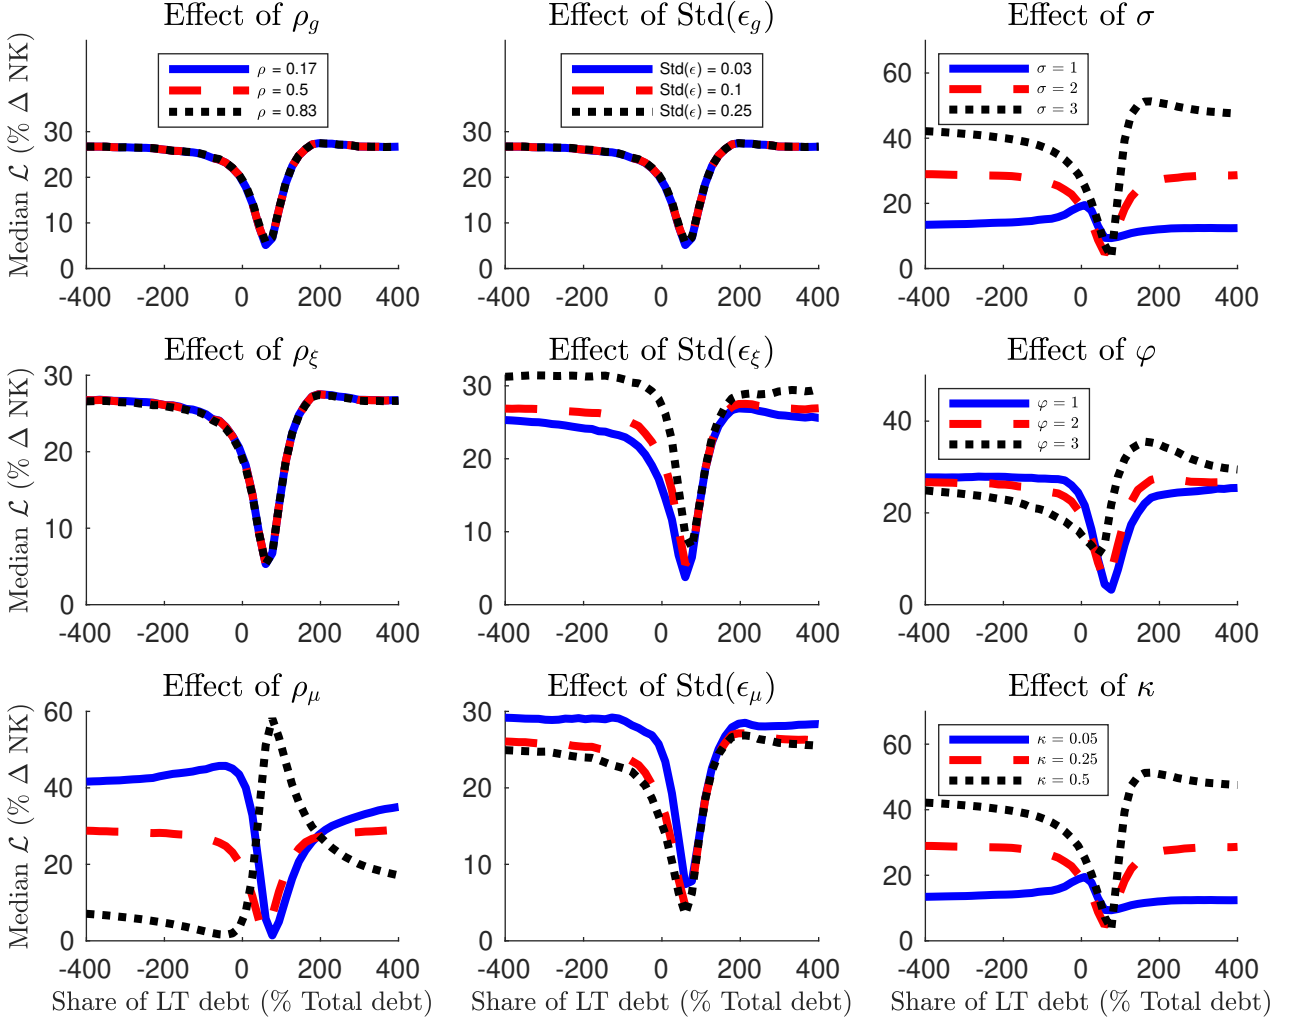 Effect of ρ_g
Effect of Std(ϵ_g)
Effect of σ
Median ℒ (% Δ NK)
ρ = 0.17
ρ = 0.5
ρ = 0.83
Std(ϵ) = 0.03
Std(ϵ) = 0.1
Std(ϵ) = 0.25
σ = 1
σ = 2
σ = 3
30
20
10
0
30
20
10
0
60
40
20
0
-400 -200 0 200 400
-400 -200 0 200 400
-400 -200 0 200 400
Effect of ρ_ξ
Effect of Std(ϵ_ξ)
Effect of φ
Median ℒ (% Δ NK)
φ = 1
φ = 2
φ = 3
30
20
10
0
30
20
10
0
40
20
0
-400 -200 0 200 400
-400 -200 0 200 400
-400 -200 0 200 400
Effect of ρ_μ
Effect of Std(ϵ_μ)
Effect of κ
Median ℒ (% Δ NK)
κ = 0.05
κ = 0.25
κ = 0.5
60
40
20
0
30
20
10
0
60
40
20
0
-400 -200 0 200 400
-400 -200 0 200 400
-400 -200 0 200 400
Share of LT debt (% Total debt)
Share of LT debt (% Total debt)
Share of LT debt (% Total debt)